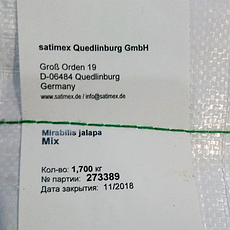 satimex Quedlinburg GmbH
Groß Orden 19
D-06484 Quedlinburg
Germany
www.satimex.de / info@satimex.de
Mirabilis jalapa
Mix
Кол-во: 1,700 кг
№ партии: 273389
Дата закрытия: 11/2018